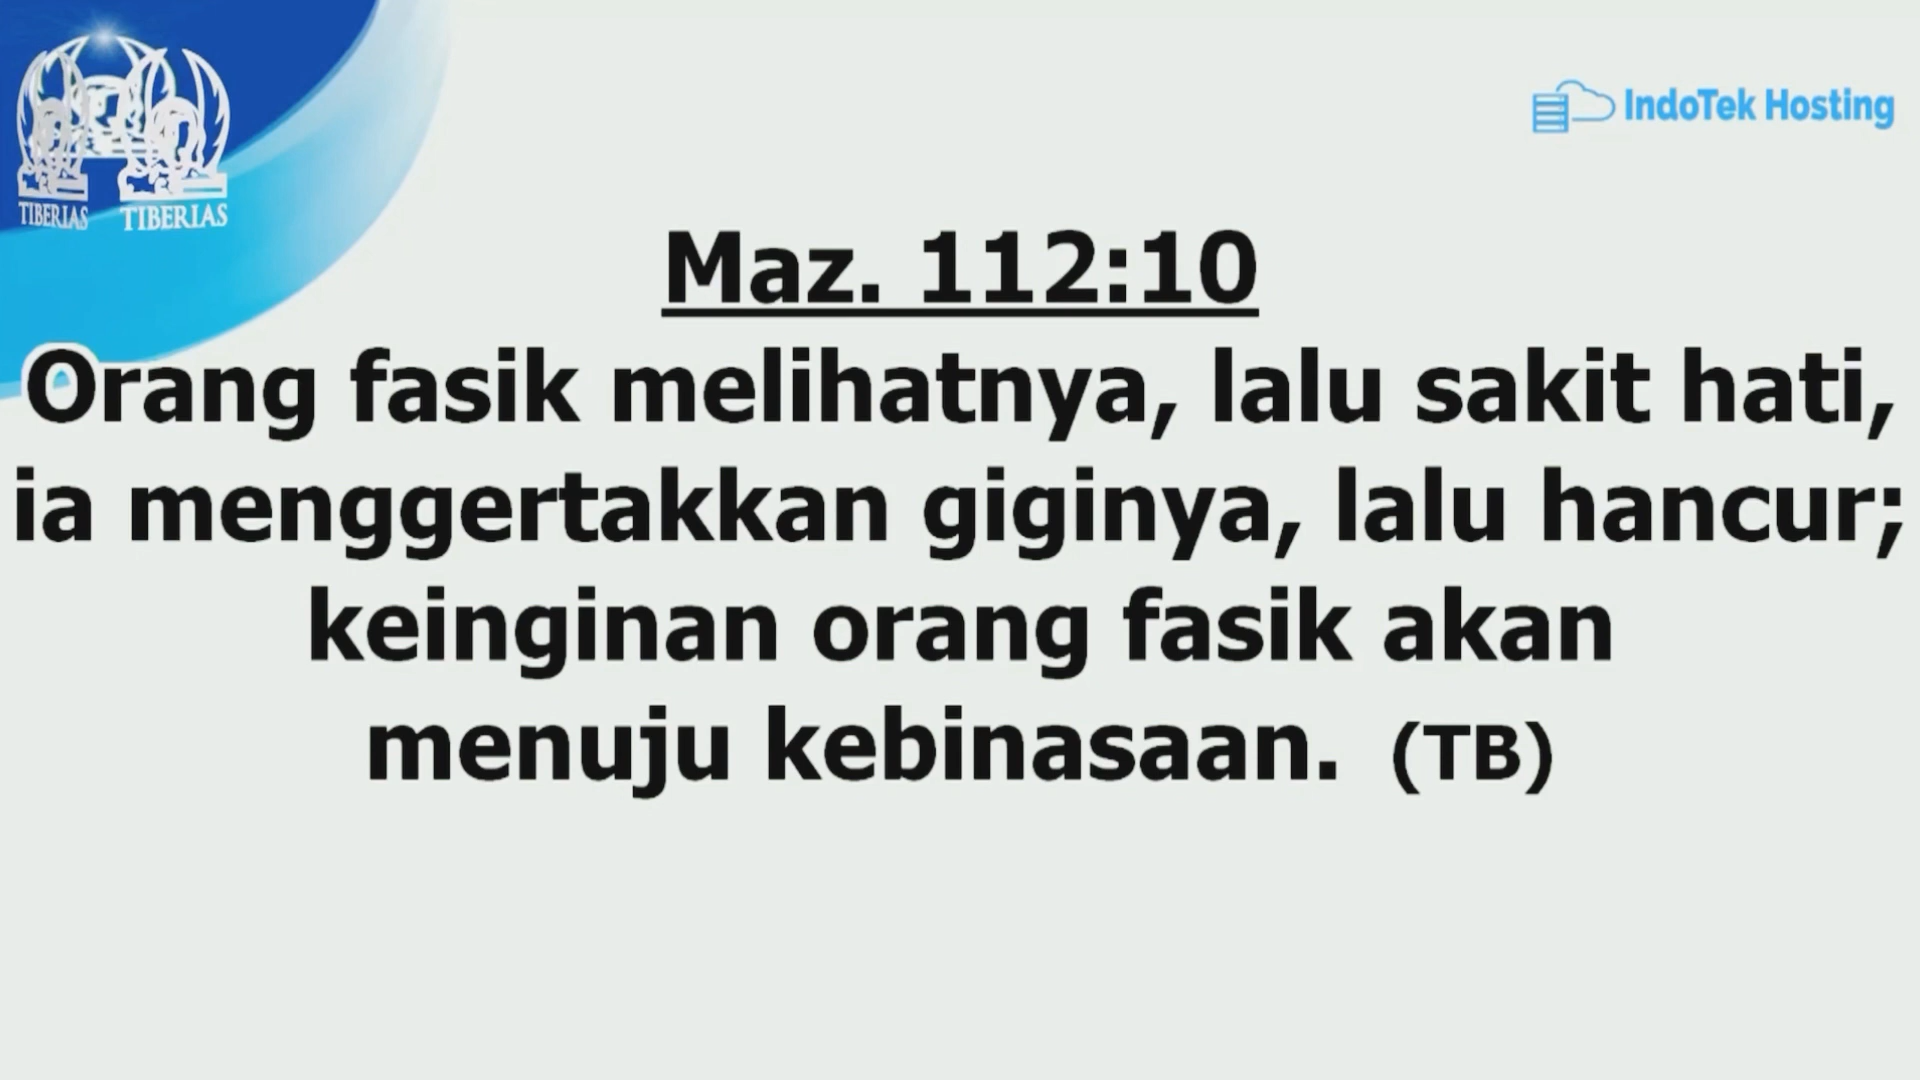 TIBERIAS
TIBERIAS
IndoTek Hosting
Maz. 112:10
Orang fasik melihatnya, lalu sakit hati,
ia menggertakkan giginya, lalu hancur;
keinginan orang fasik akan
menuju kebinasaan. (TB)